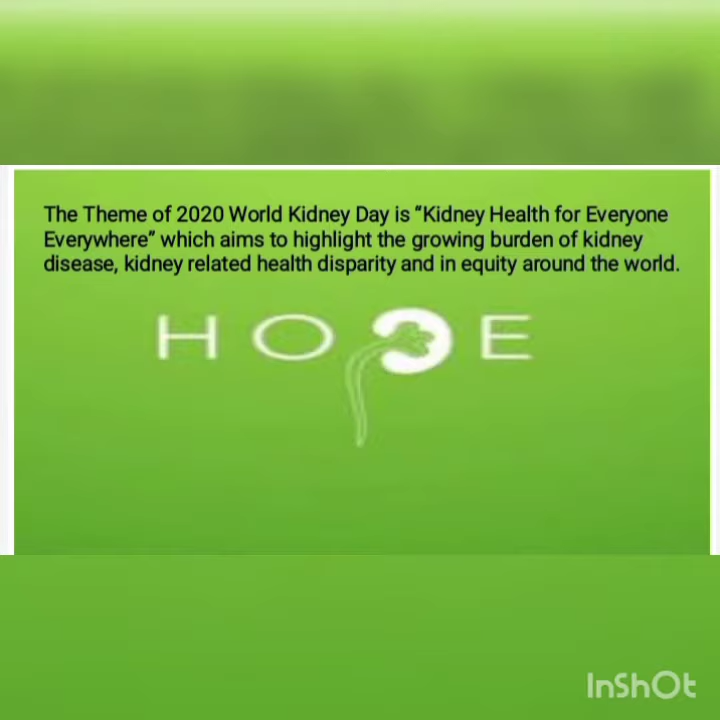 The Theme of 2020 World Kidney Day is “Kidney Health for Everyone
Everywhere” which aims to highlight the growing burden of kidney
disease, kidney related health disparity and in equity around the world.
HOPE
InShOt